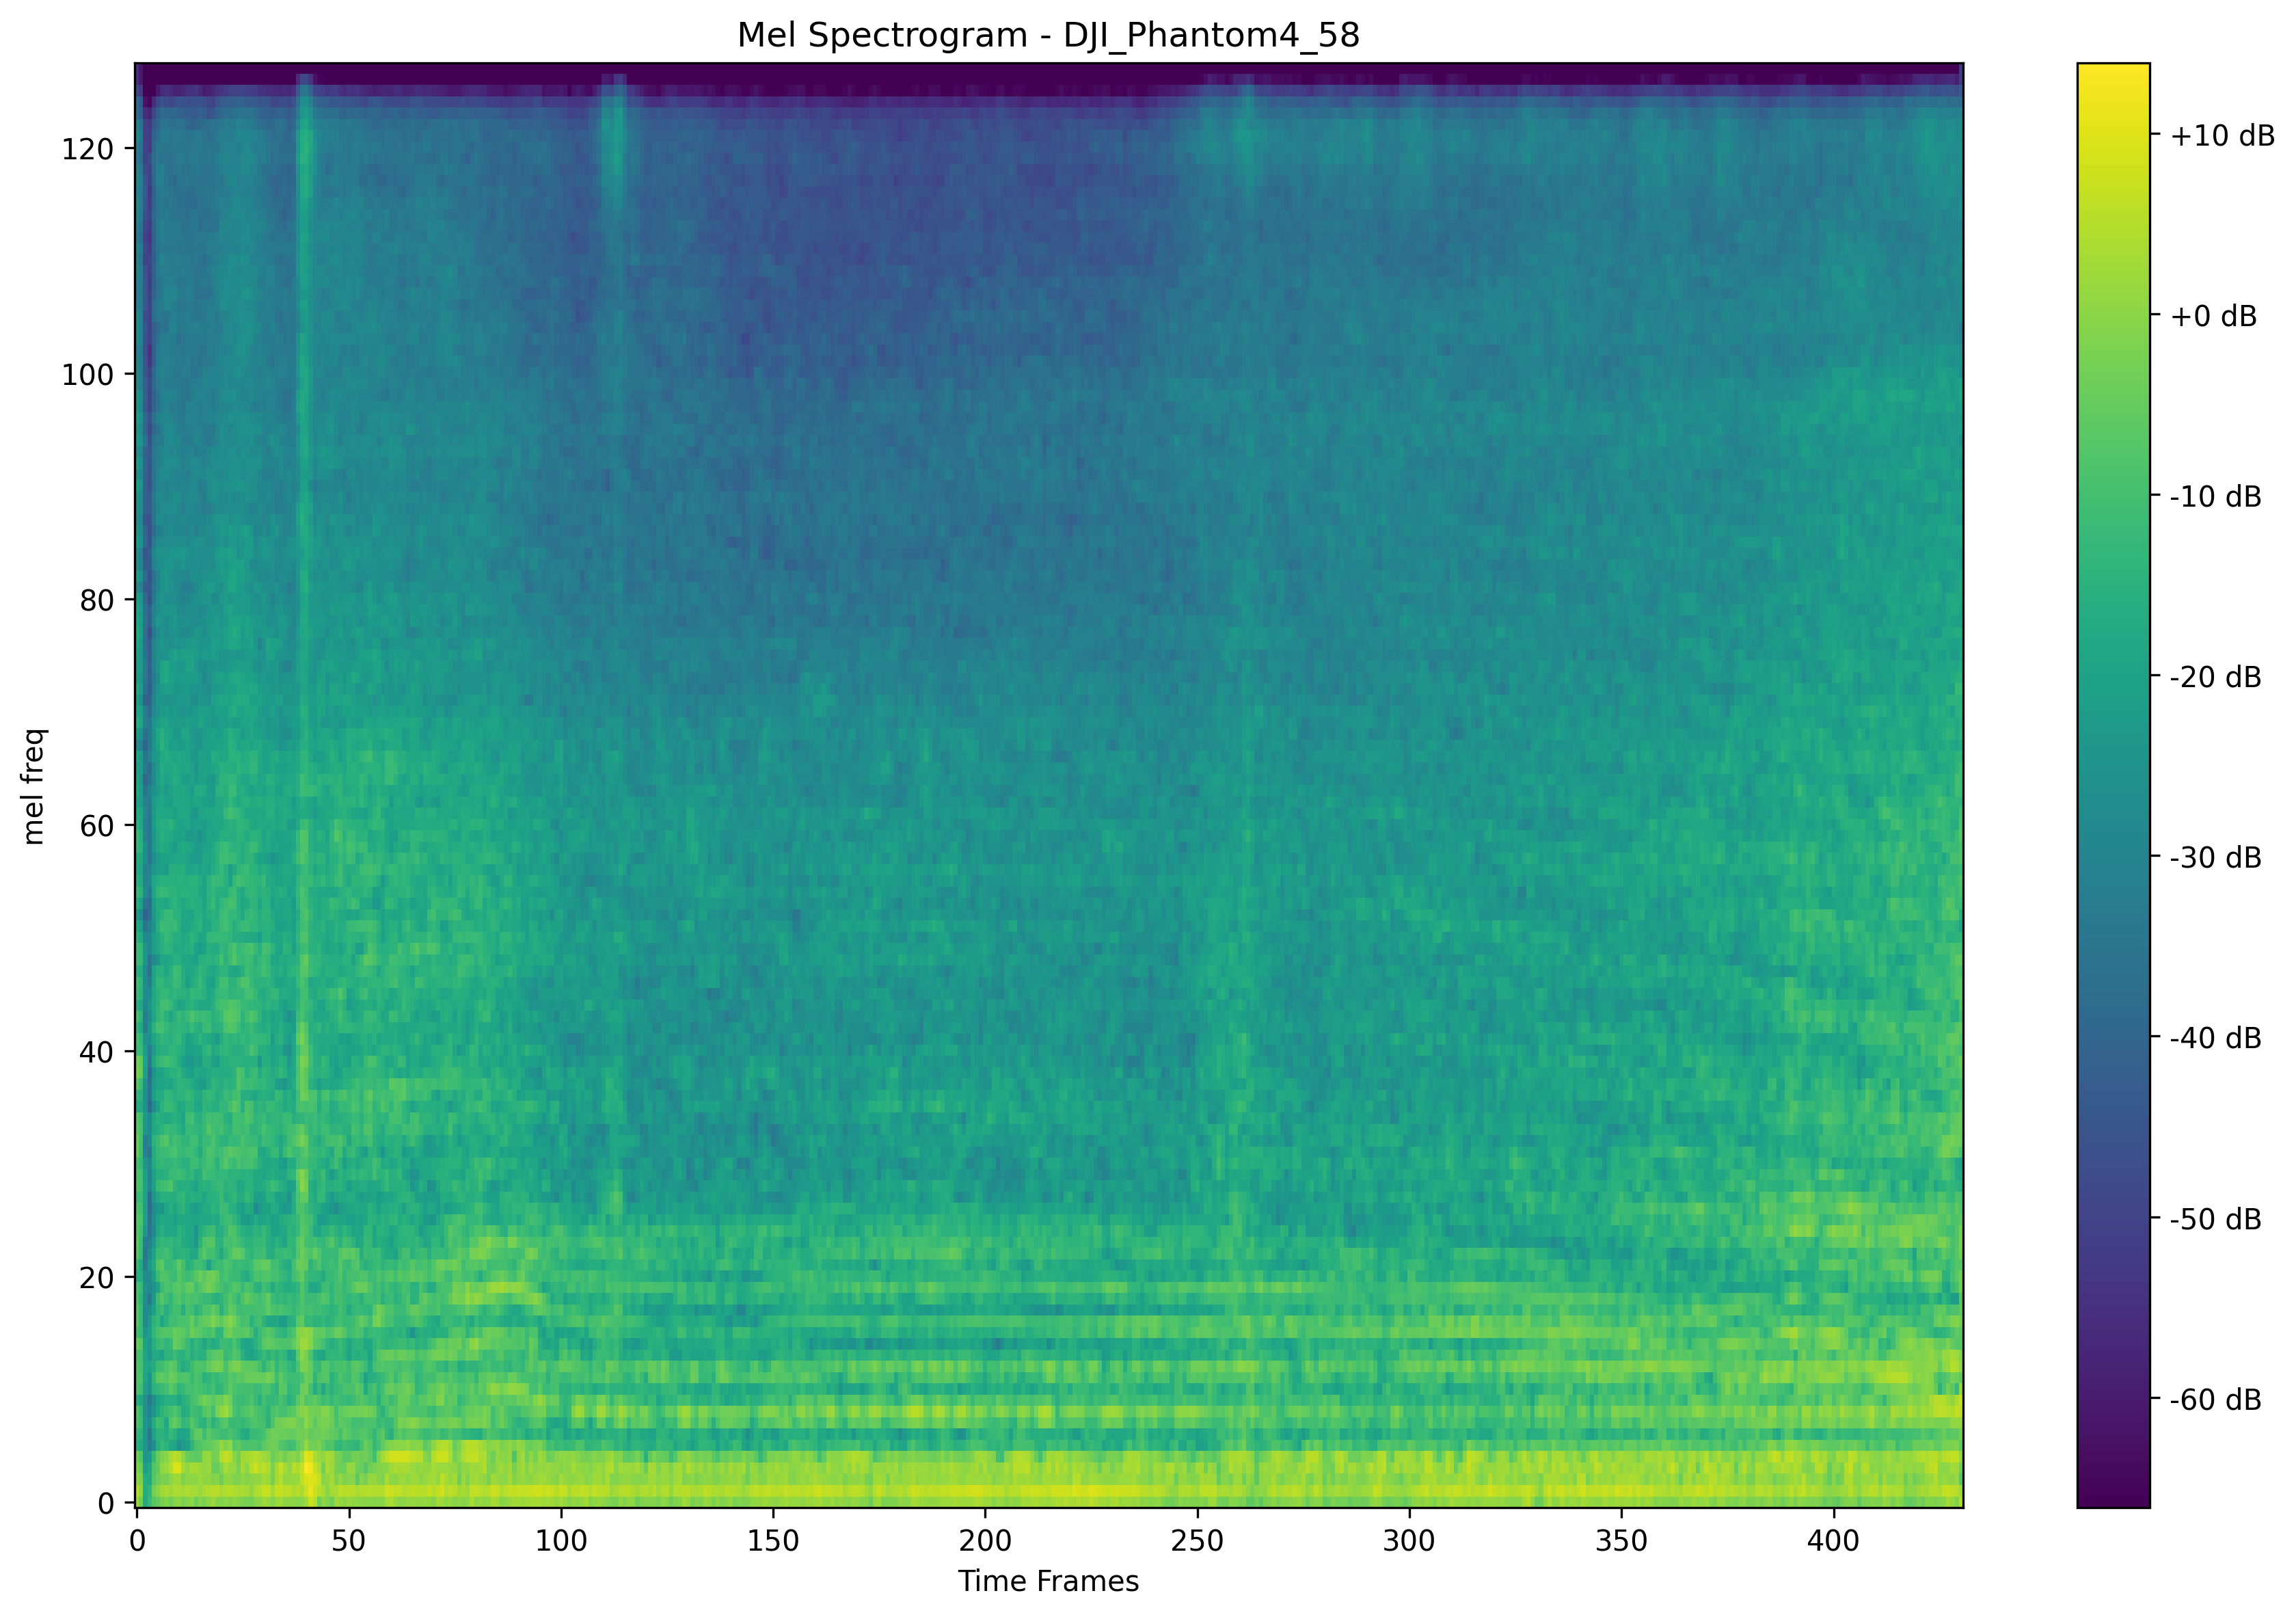 Mel Spectrogram - DJI_Phantom4_58
mel freq
120
100
80
60
40
20
0
0 50 100 150 200 250 300 350 400
Time Frames
+10 dB
+0 dB
-10 dB
-20 dB
-30 dB
-40 dB
-50 dB
-60 dB